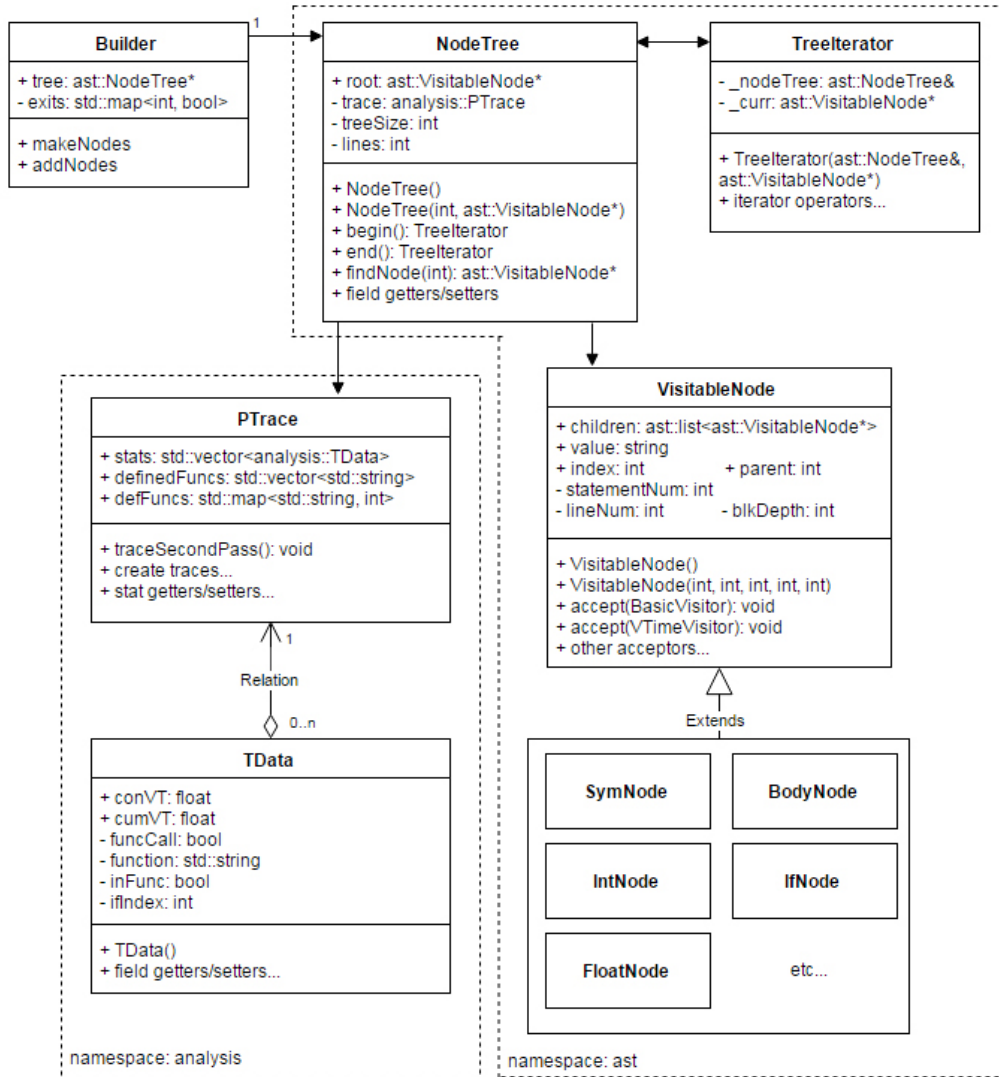 Builder
+ tree: ast::NodeTree*
- exits: std::map<int, bool>
+ makeNodes
+ addNodes
1
NodeTree
+ root: ast::VisitableNode*
- trace: analysis::PTrace
- treeSize: int
- lines: int
+ NodeTree()
+ NodeTree(int, ast::VisitableNode*)
+ begin(): TreeIterator
+ end(): TreeIterator
+ findNode(int): ast::VisitableNode*
+ field getters/setters
TreeIterator
- _nodeTree: ast::NodeTree&
- _curr: ast::VisitableNode*
+ TreeIterator(ast::NodeTree&,
ast::VisitableNode*)
+ iterator operators...
PTrace
+ stats: std::vector<analysis::TData>
+ definedFuncs: std::vector<std::string>
+ defFuncs: std::map<std::string, int>
+ traceSecondPass(): void
+ create traces...
+ stat getters/setters...
1
Relation
0..n
TData
+ conVT: float
+ cumVT: float
- funcCall: bool
- function: std::string
- inFunc: bool
- ifIndex: int
+ TData()
+ field getters/setters...
namespace: analysis
VisitableNode
+ children: ast::list<ast::VisitableNode*>
+ value: string
+ index: int + parent: int
- statementNum: int
- lineNum: int - blkDepth: int
+ VisitableNode()
+ VisitableNode(int, int, int, int, int)
+ accept(BasicVisitor): void
+ accept(VTimeVisitor): void
+ other acceptors...
Extends
SymNode BodyNode
IntNode IfNode
FloatNode etc...
namespace: ast